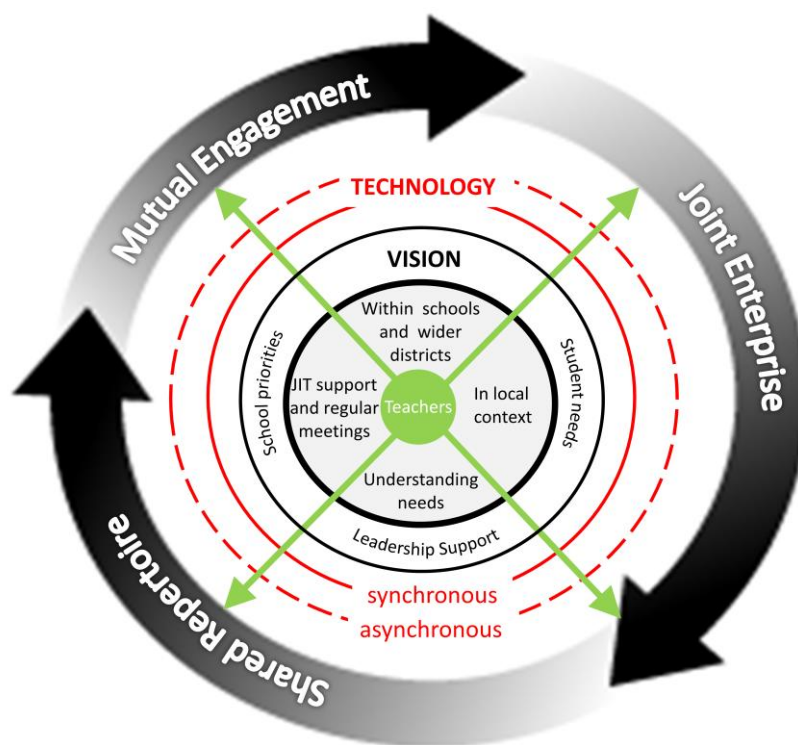 Mutual Engagement
Joint Enterprise
Shared Repertoire
TECHNOLOGY
VISION
School priorities
Student needs
Leadership Support
Within schools
and wider
districts
JIT support
and regular
meetings
Teachers
In local
context
Understanding
needs
synchronous
asynchronous